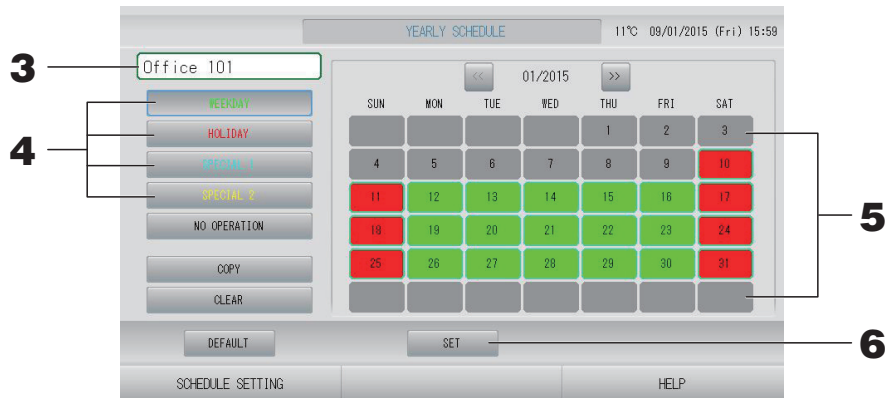 YEARLY SCHEDULE 11°C 09/01/2015 (Fri) 15:59
3 Office 101
<< 01/2015 >>
4
WEEKDAY
HOLIDAY
SPECIAL 1
SPECIAL 2
NO OPERATION
COPY
CLEAR
SUN MON TUE WED THU FRI SAT
1 2 3
4 5 6 7 8 9 10
11 12 13 14 15 16 17
18 19 20 21 22 23 24
25 26 27 28 29 30 31
5
DEFAULT SET 6
SCHEDULE SETTING HELP